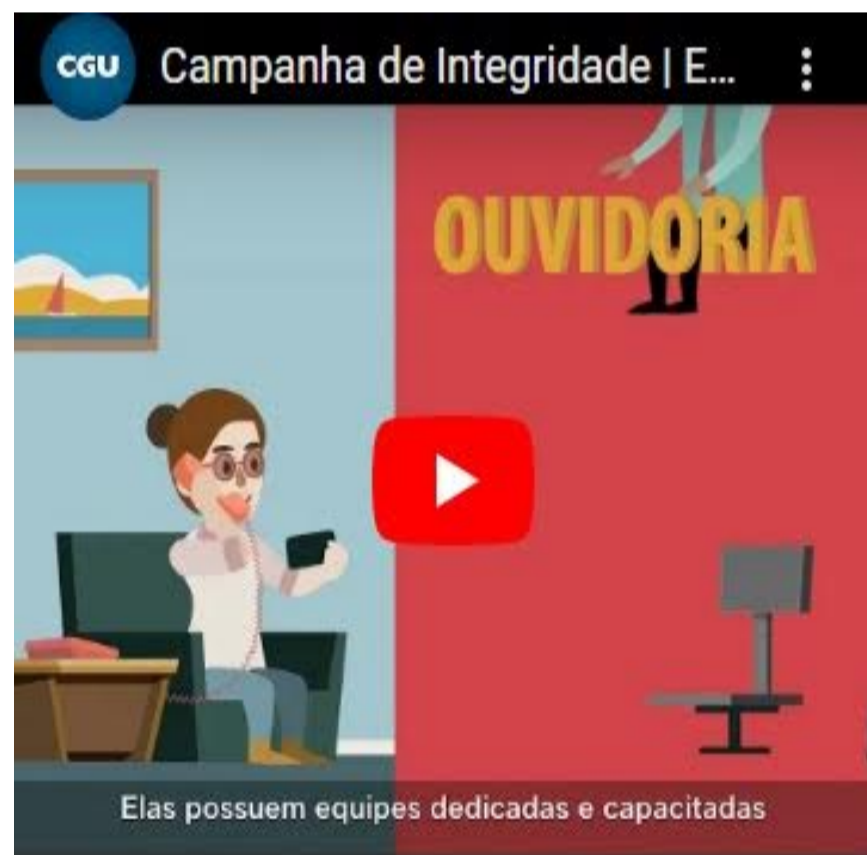 CGU Campanha de Integridade | E...
OUVIDORIA
Elas possuem equipes dedicadas e capacitadas